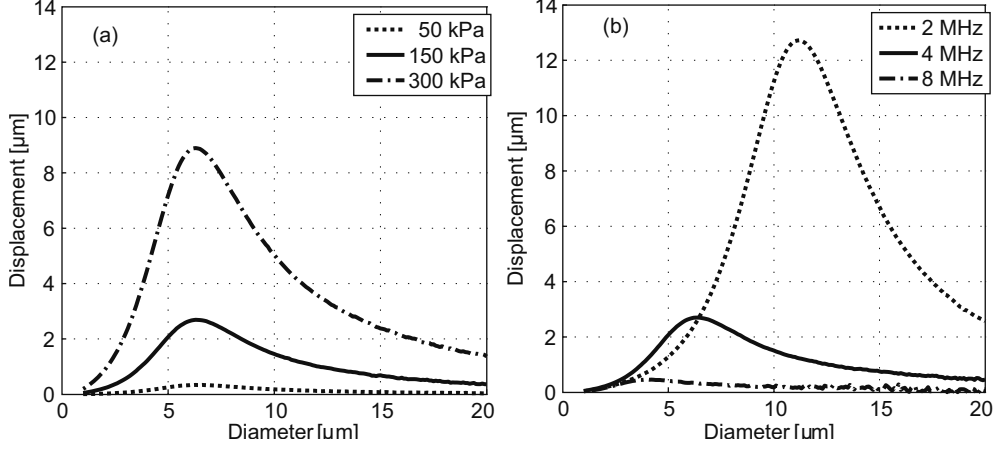 (a)
50 kPa
150 kPa
300 kPa
Displacement [µm]
14
12
10
8
6
4
2
0
0 5 10 15 20
Diameter [µm]
(b)
2 MHz
4 MHz
8 MHz
Displacement [µm]
14
12
10
8
6
4
2
0
0 5 10 15 20
Diameter [µm]